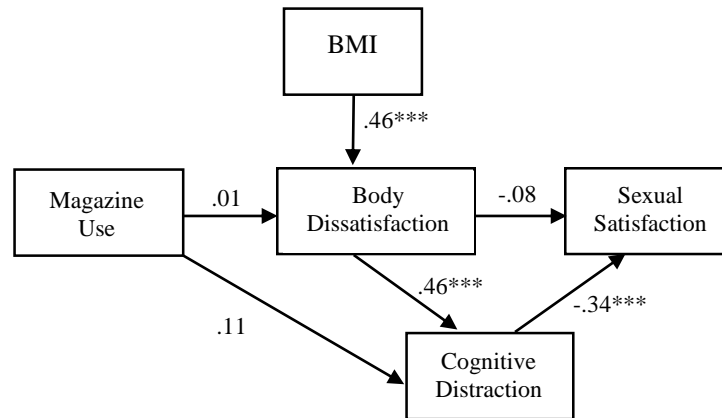 BMI
.46***
Magazine
Use
.01
Body
Dissatisfaction
-.08
Sexual
Satisfaction
.46***
-.34***
.11
Cognitive
Distraction